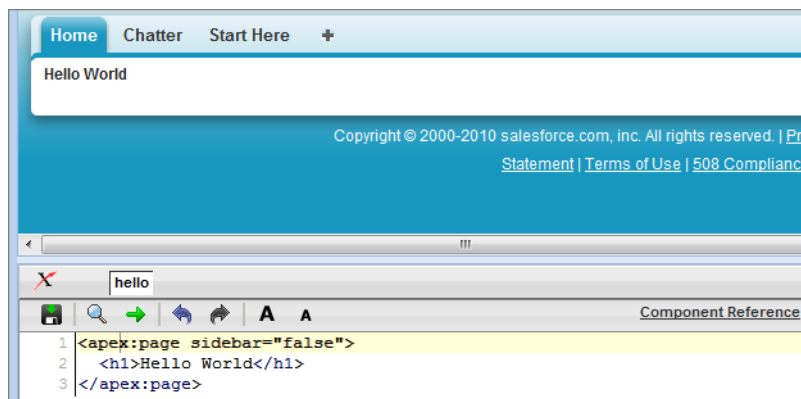 Home Chatter Start Here +
Hello World
Copyright © 2000-2010 salesforce.com, inc. All rights reserved. |
Statement | Terms of Use | 508
hello
A A Component Reference
1 <apex:page sidebar="false">
2 <h1>Hello World</h1>
3 </apex:page>